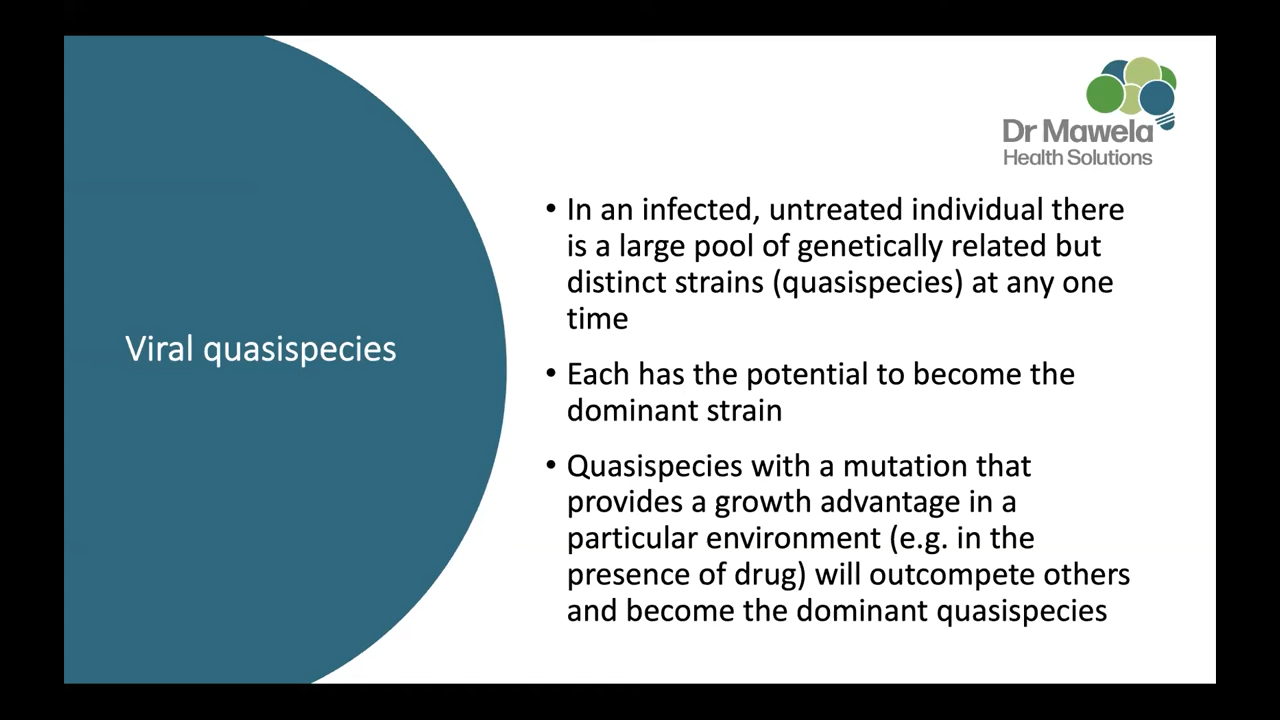 Dr Mawela
Health Solutions
Viral quasispecies
• In an infected, untreated individual there
is a large pool of genetically related but
distinct strains (quasispecies) at any one
time
• Each has the potential to become the
dominant strain
• Quasispecies with a mutation that
provides a growth advantage in a
particular environment (e.g. in the
presence of drug) will outcompete others
and become the dominant quasispecies